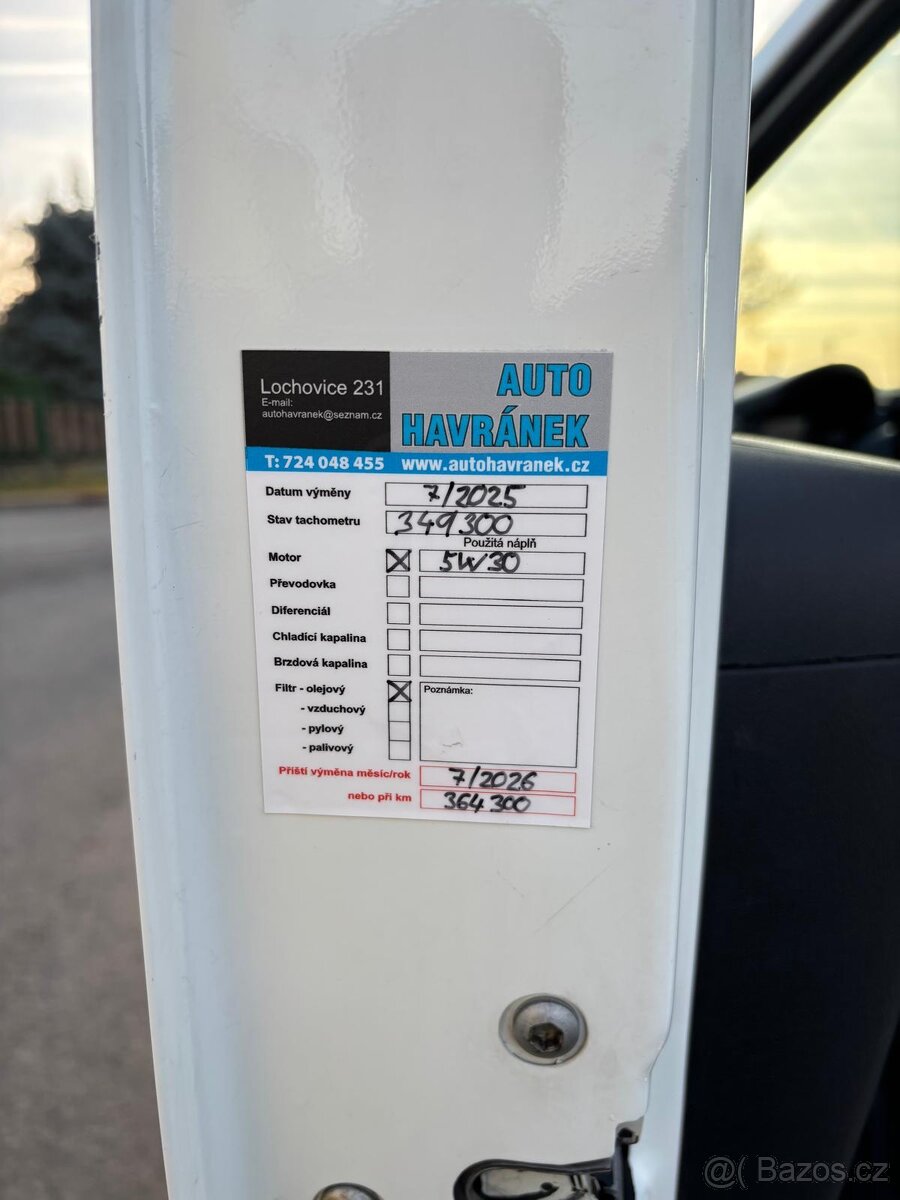 Lochovice 231
E-mail:
autohavranek@seznam.cz
AUTO
HAVRÁNEK
T: 724 048 455 www.autohavranek.cz
Datum výměny 7/2025
Stav tachometru 349300
Použitá náplň
Motor X 5W30
Převodovka
Diferenciál
Chladící kapalina
Brzdová kapalina
Filtr - olejový X Poznámka:
- vzduchový
- pylový
- palivový
Příští výměna měsíc/rok 7/2026
nebo při km 364300
@( Bazos.cz